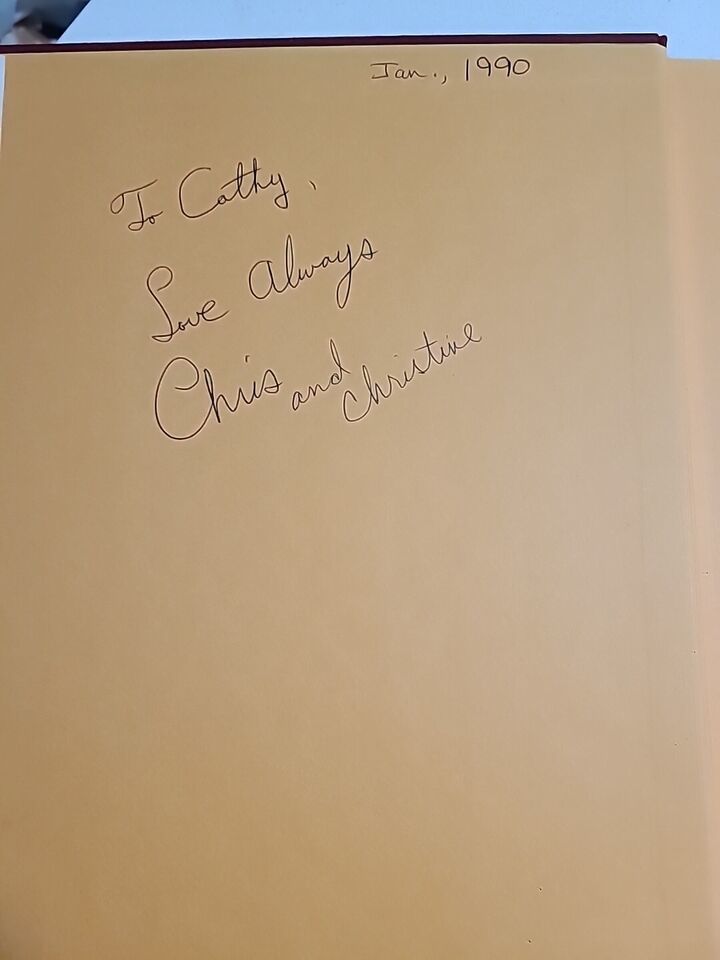 Jan., 1990
To Cathy,
Love Always
Chris and Christine